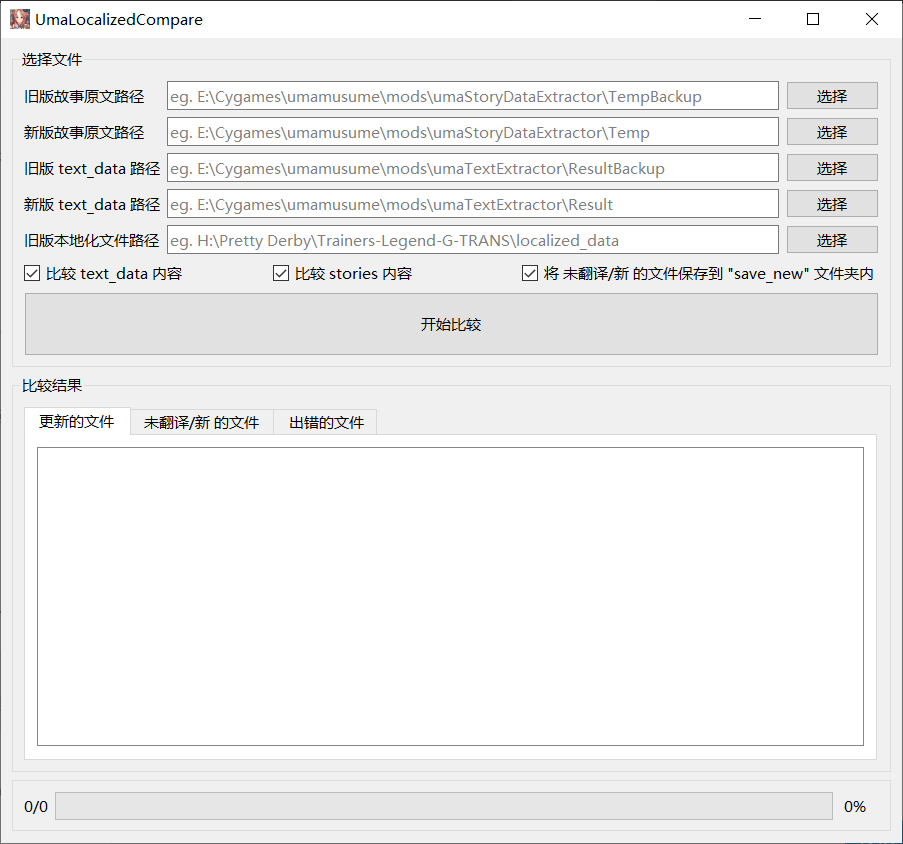 UmaLocalizedCompare
选择文件
旧版故事原文路径 eg. E:\Cygames\umamusume\mods\umaStoryDataExtractor\TempBackup 选择
新版故事原文路径 eg. E:\Cygames\umamusume\mods\umaStoryDataExtractor\Temp 选择
旧版 text_data 路径 eg. E:\Cygames\umamusume\mods\umaTextExtractor\ResultBackup 选择
新版 text_data 路径 eg. E:\Cygames\umamusume\mods\umaTextExtractor\Result 选择
旧版本地化文件路径 eg. H:\Pretty Derby\Trainers-Legend-G-TRANS\localized_data 选择
比较 text_data 内容 比较 stories 内容 将 未翻译/新 的文件保存到 "save_new" 文件夹内
开始比较
比较结果
更新的文件 未翻译/新 的文件 出错的文件
0/0 0%